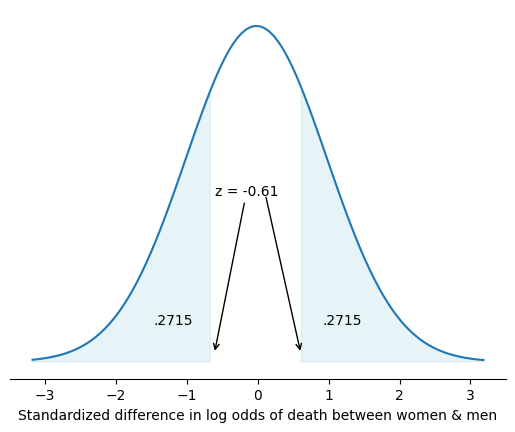 z = -0.61
.2715
.2715
−3 −2 −1 0 1 2 3
Standardized difference in log odds of death between women & men